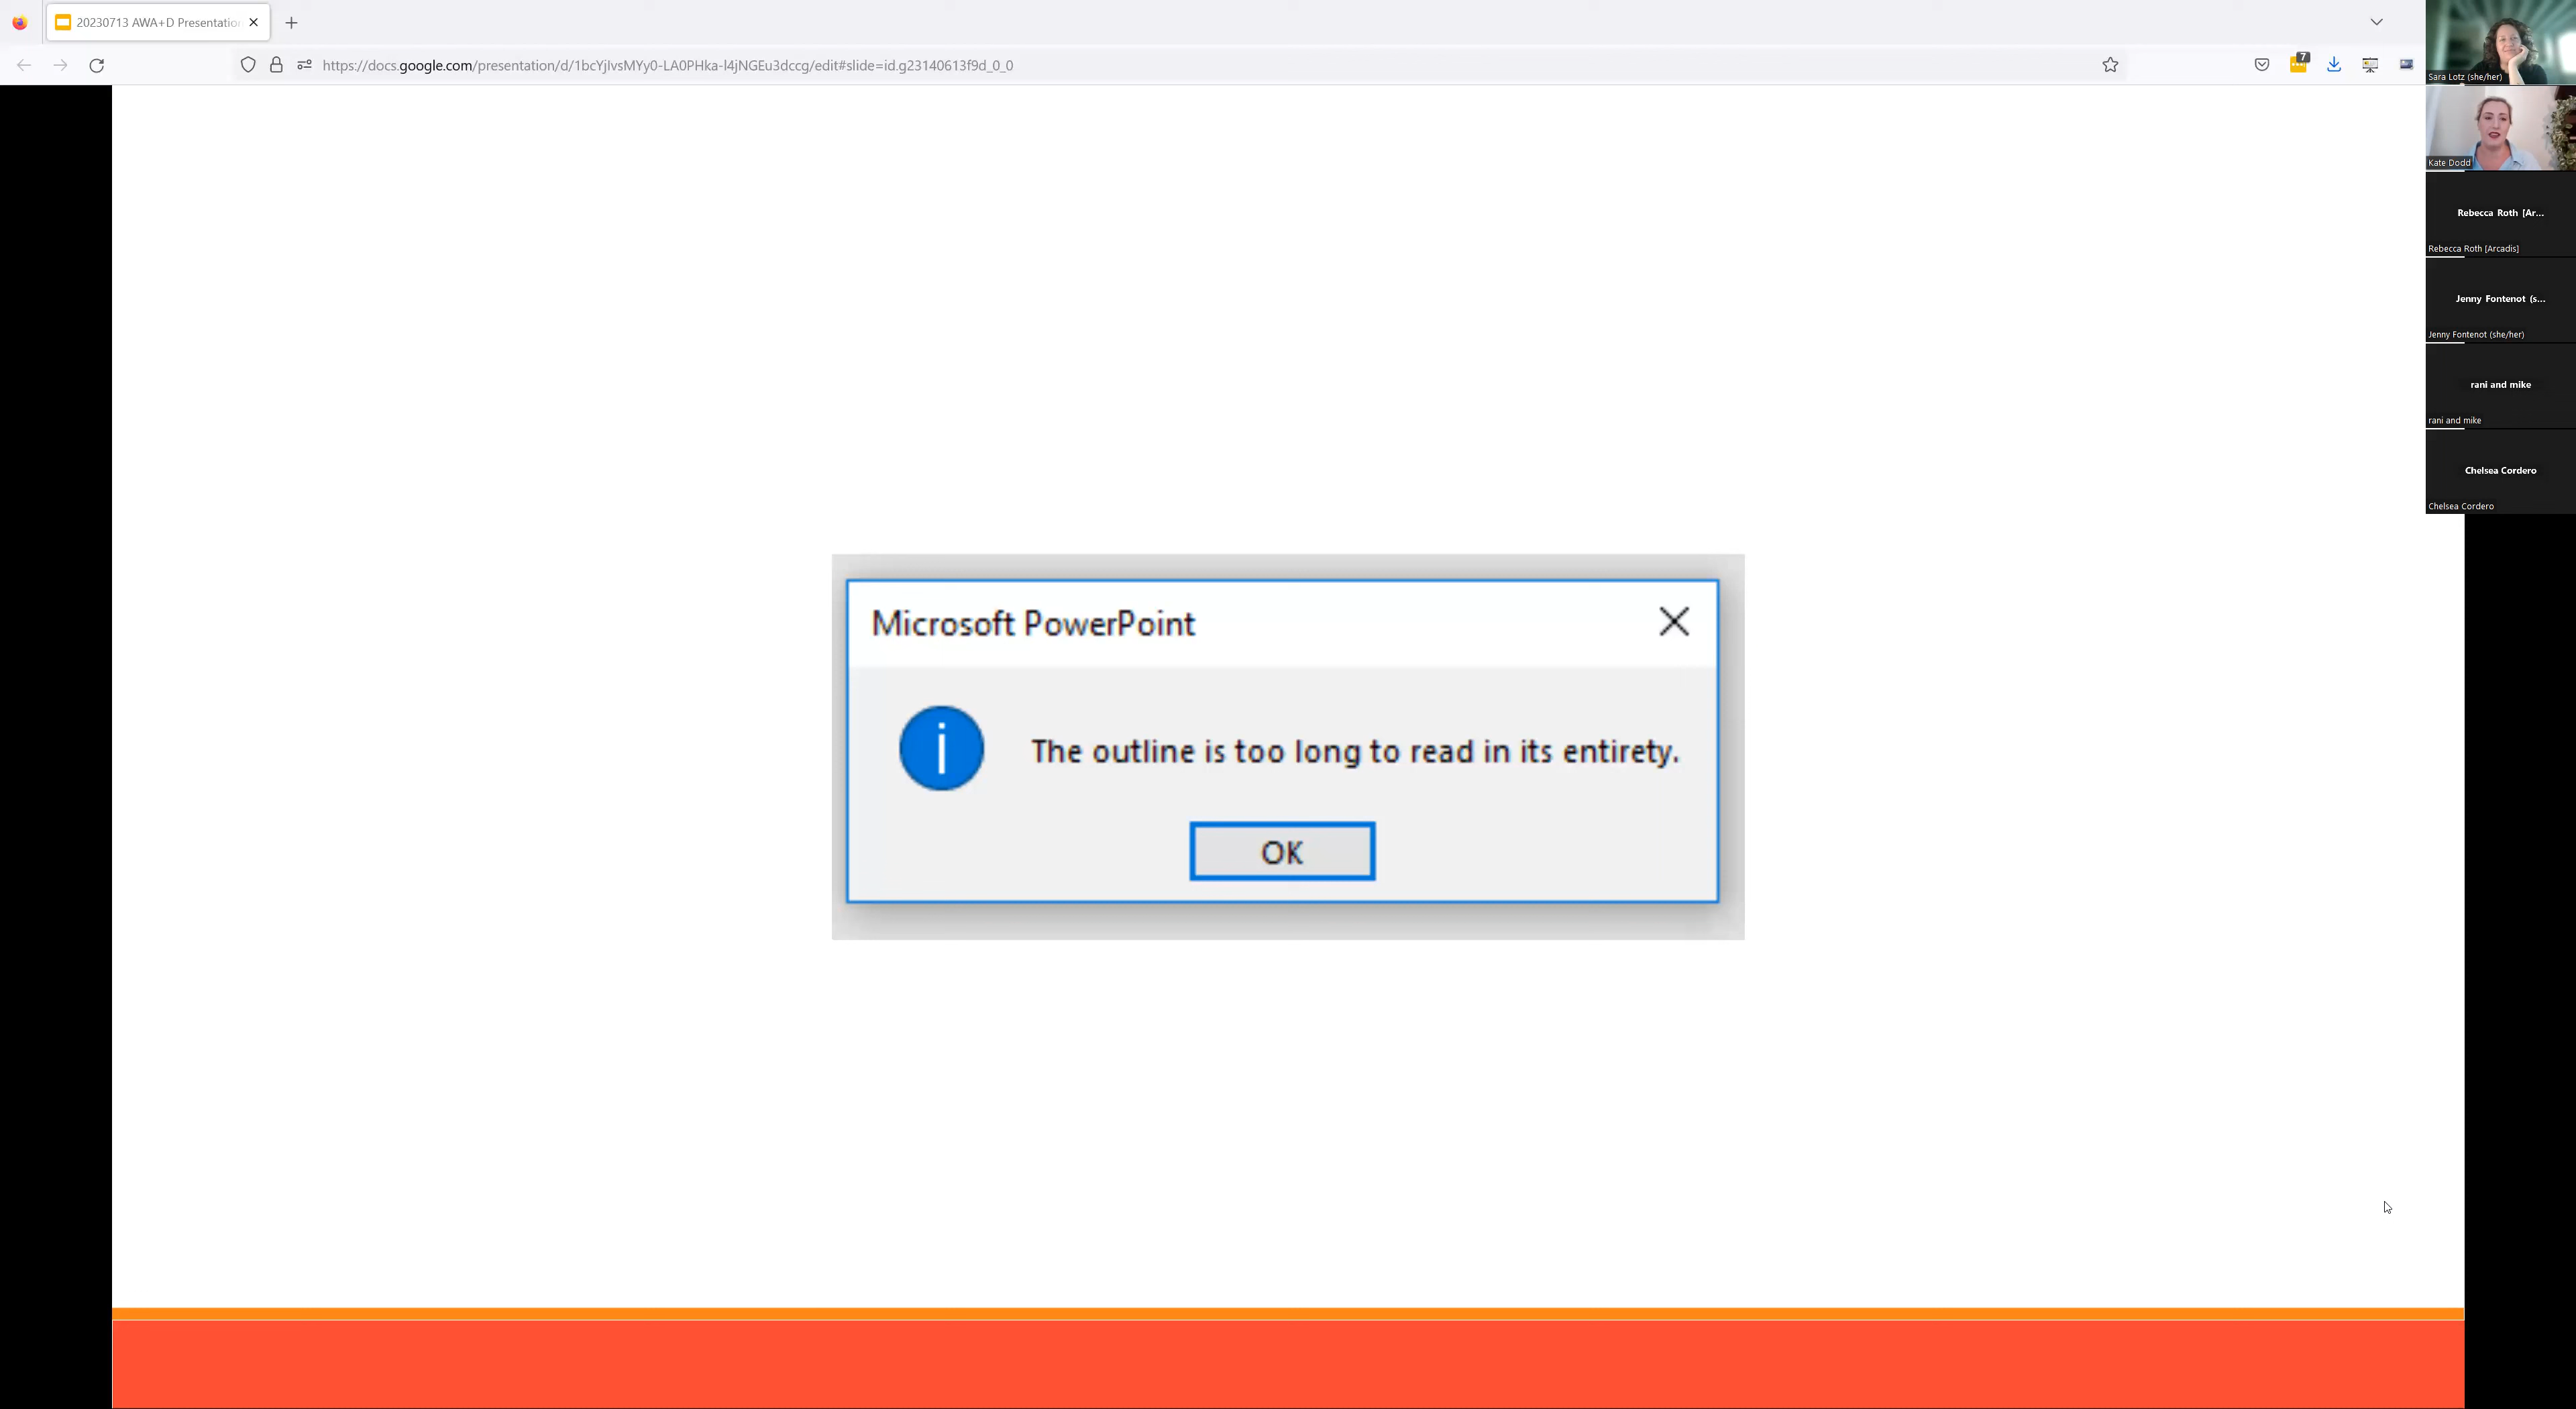 20230713 AWA+D Presentation
https://docs.google.com/presentation/d/1bcYjlvsMYy0-LA0PHka-l4jNGEu3dccg/edit#slide=id.g23140613f9d_0_0
7
Sara Lotz (she/her)
Kate Dodd
Rebecca Roth [Ar...
Rebecca Roth [Arcadis]
Jenny Fontenot (s...
Jenny Fontenot (she/her)
rani and mike
rani and mike
Chelsea Cordero
Chelsea Cordero
Microsoft PowerPoint
The outline is too long to read in its entirety.
OK